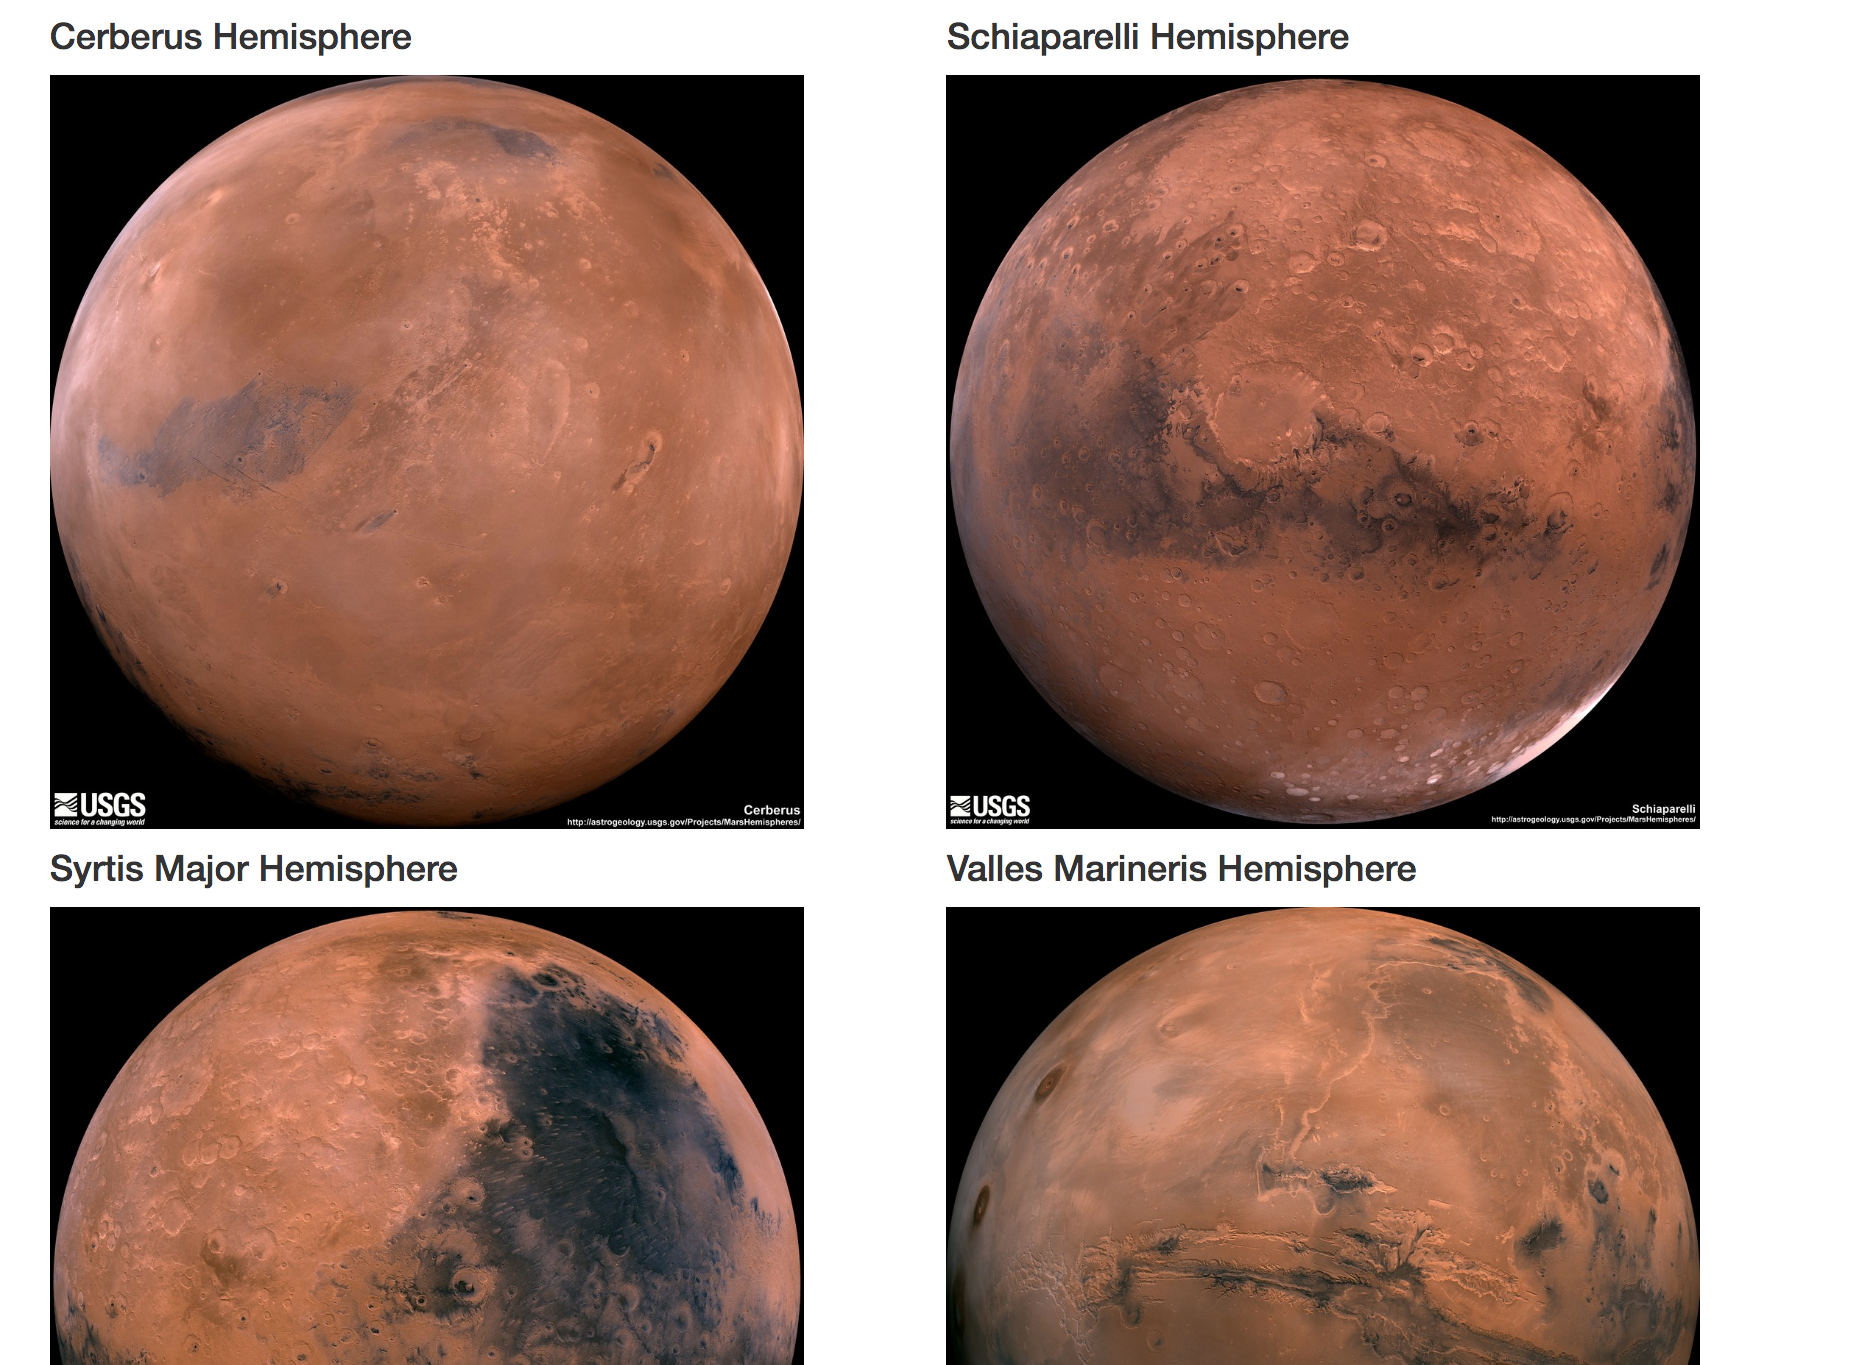 Cerberus Hemisphere
Schiaparelli Hemisphere
USGS
science for a changing world
Cerberus
http://astrogeology.usgs.gov/Projects/MarsHemispheres/
USGS
science for a changing world
Schiaparelli
http://astrogeology.usgs.gov/Projects/MarsHemispheres/
Syrtis Major Hemisphere
Valles Marineris Hemisphere